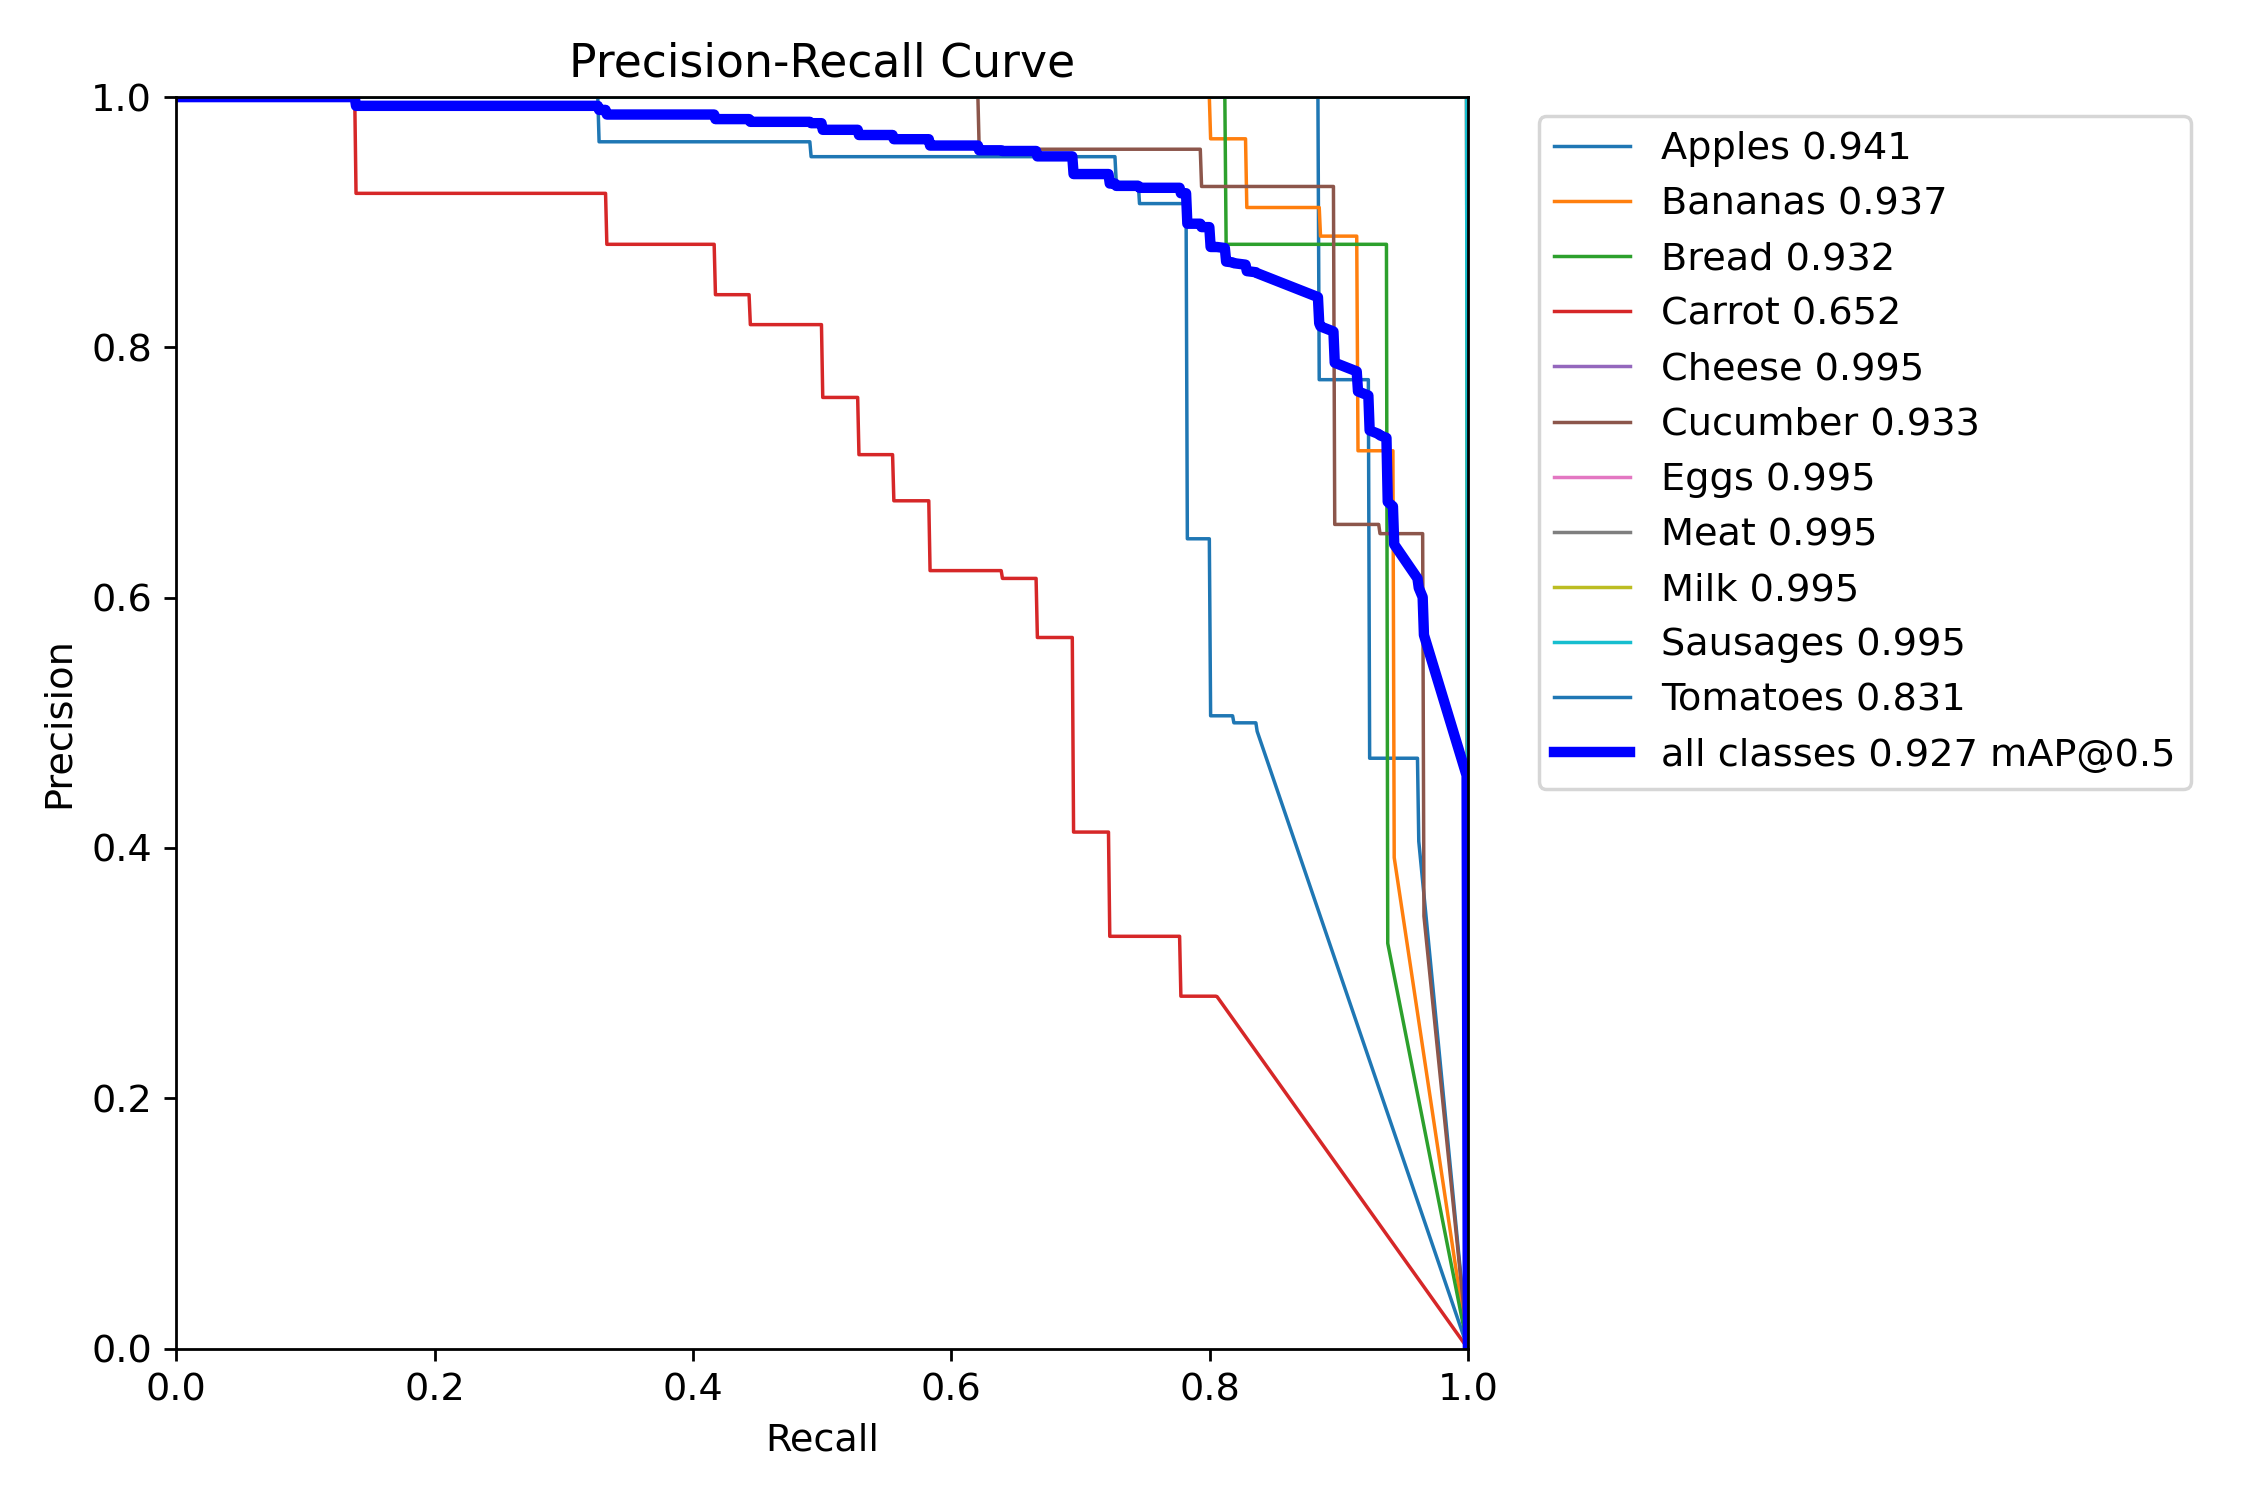 Precision-Recall Curve
1.0
0.8
0.6
0.4
0.2
0.0
Precision
0.0 0.2 0.4 0.6 0.8 1.0
Recall
Apples 0.941
Bananas 0.937
Bread 0.932
Carrot 0.652
Cheese 0.995
Cucumber 0.933
Eggs 0.995
Meat 0.995
Milk 0.995
Sausages 0.995
Tomatoes 0.831
all classes 0.927 mAP@0.5